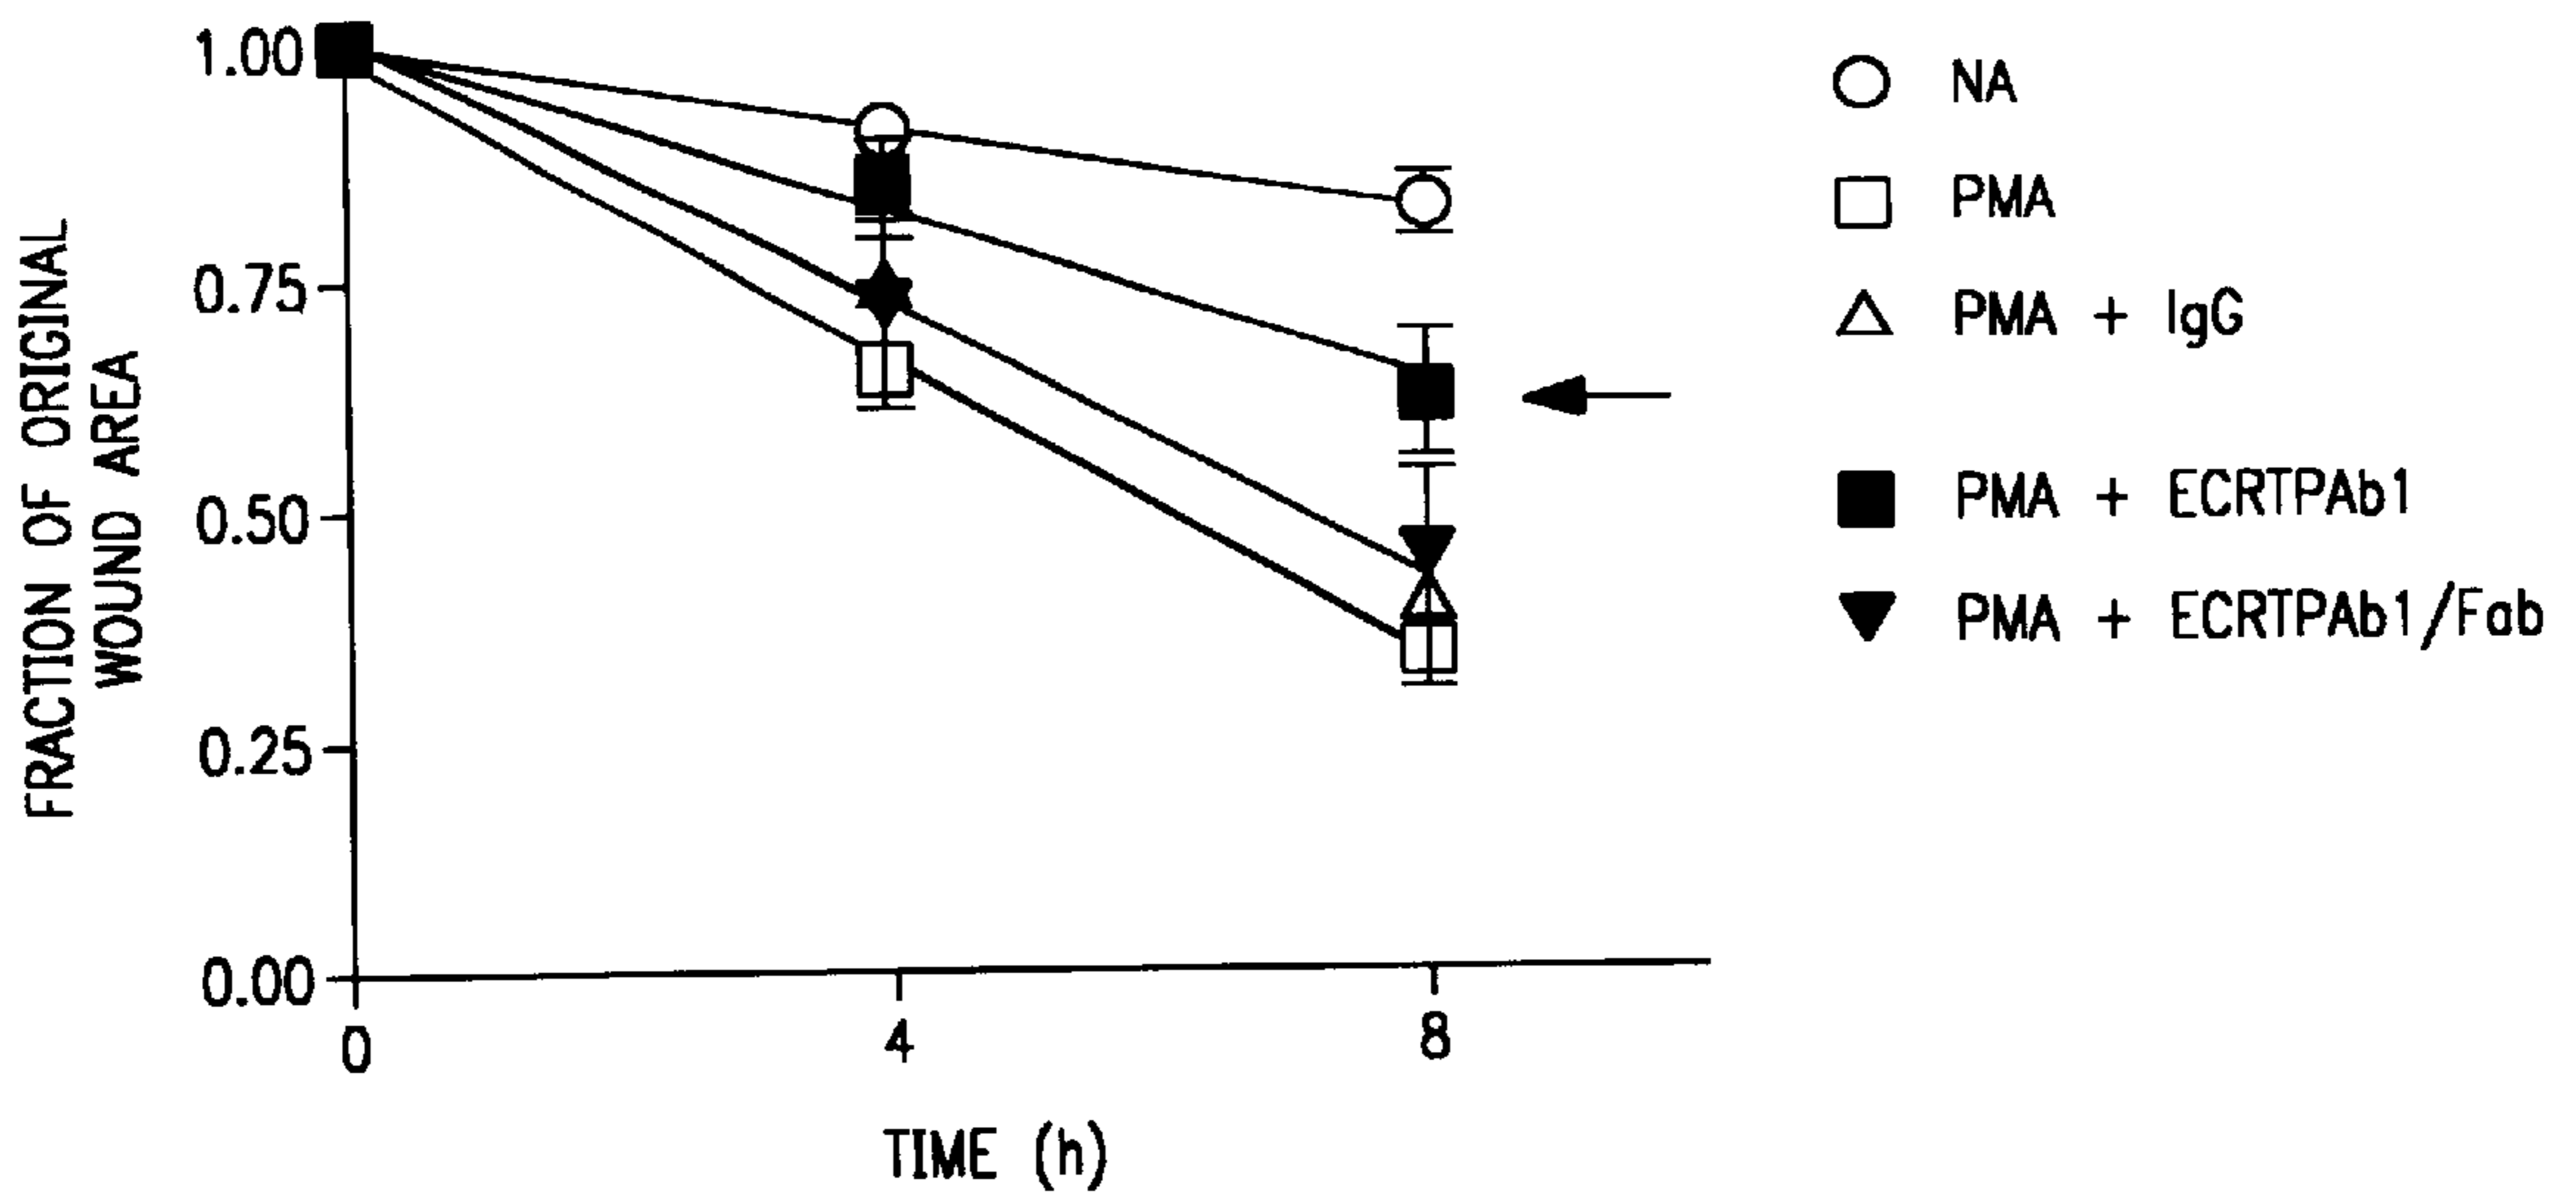 FRACTION OF ORIGINAL
WOUND AREA
1.00
0.75
0.50
0.25
0.00
0
4
8
TIME (h)
NA
PMA
PMA + IgG
PMA + ECRTPAb1
PMA + ECRTPAb1/Fab